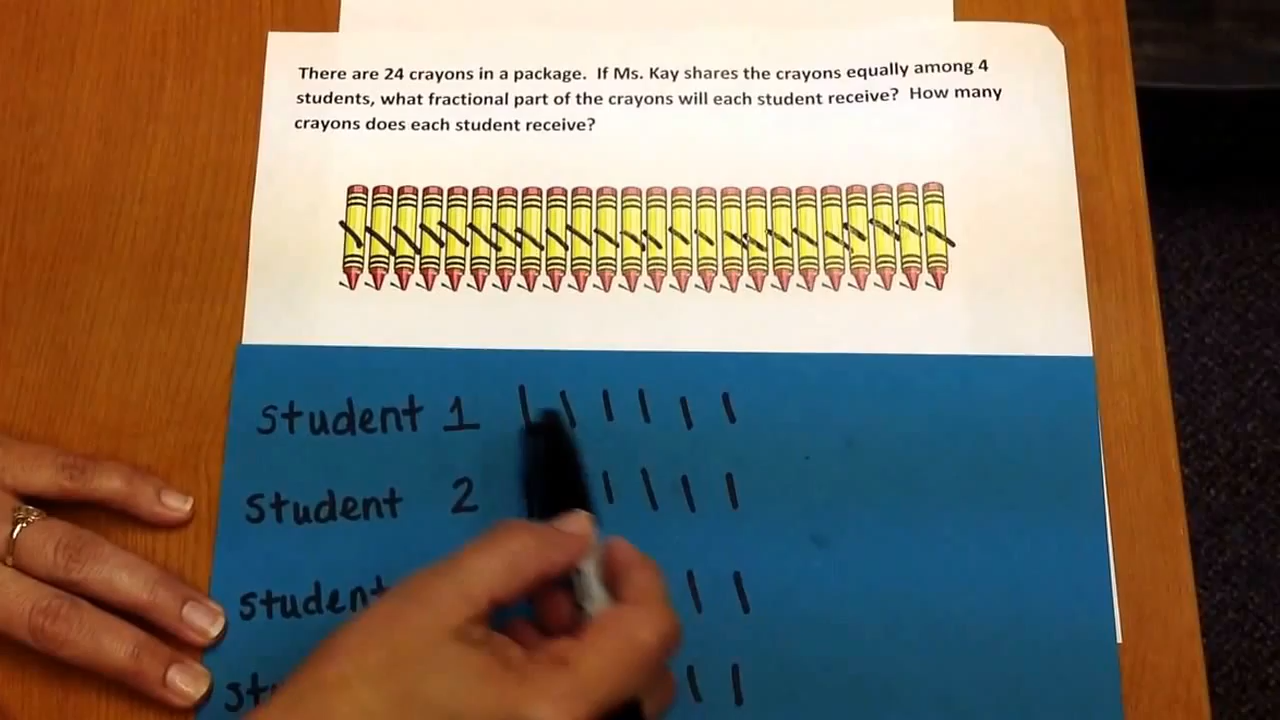 There are 24 crayons in a package. If Ms. Kay shares the crayons equally among 4
students, what fractional part of the crayons will each student receive? How many
crayons does each student receive?
Student 1
Student 2
student